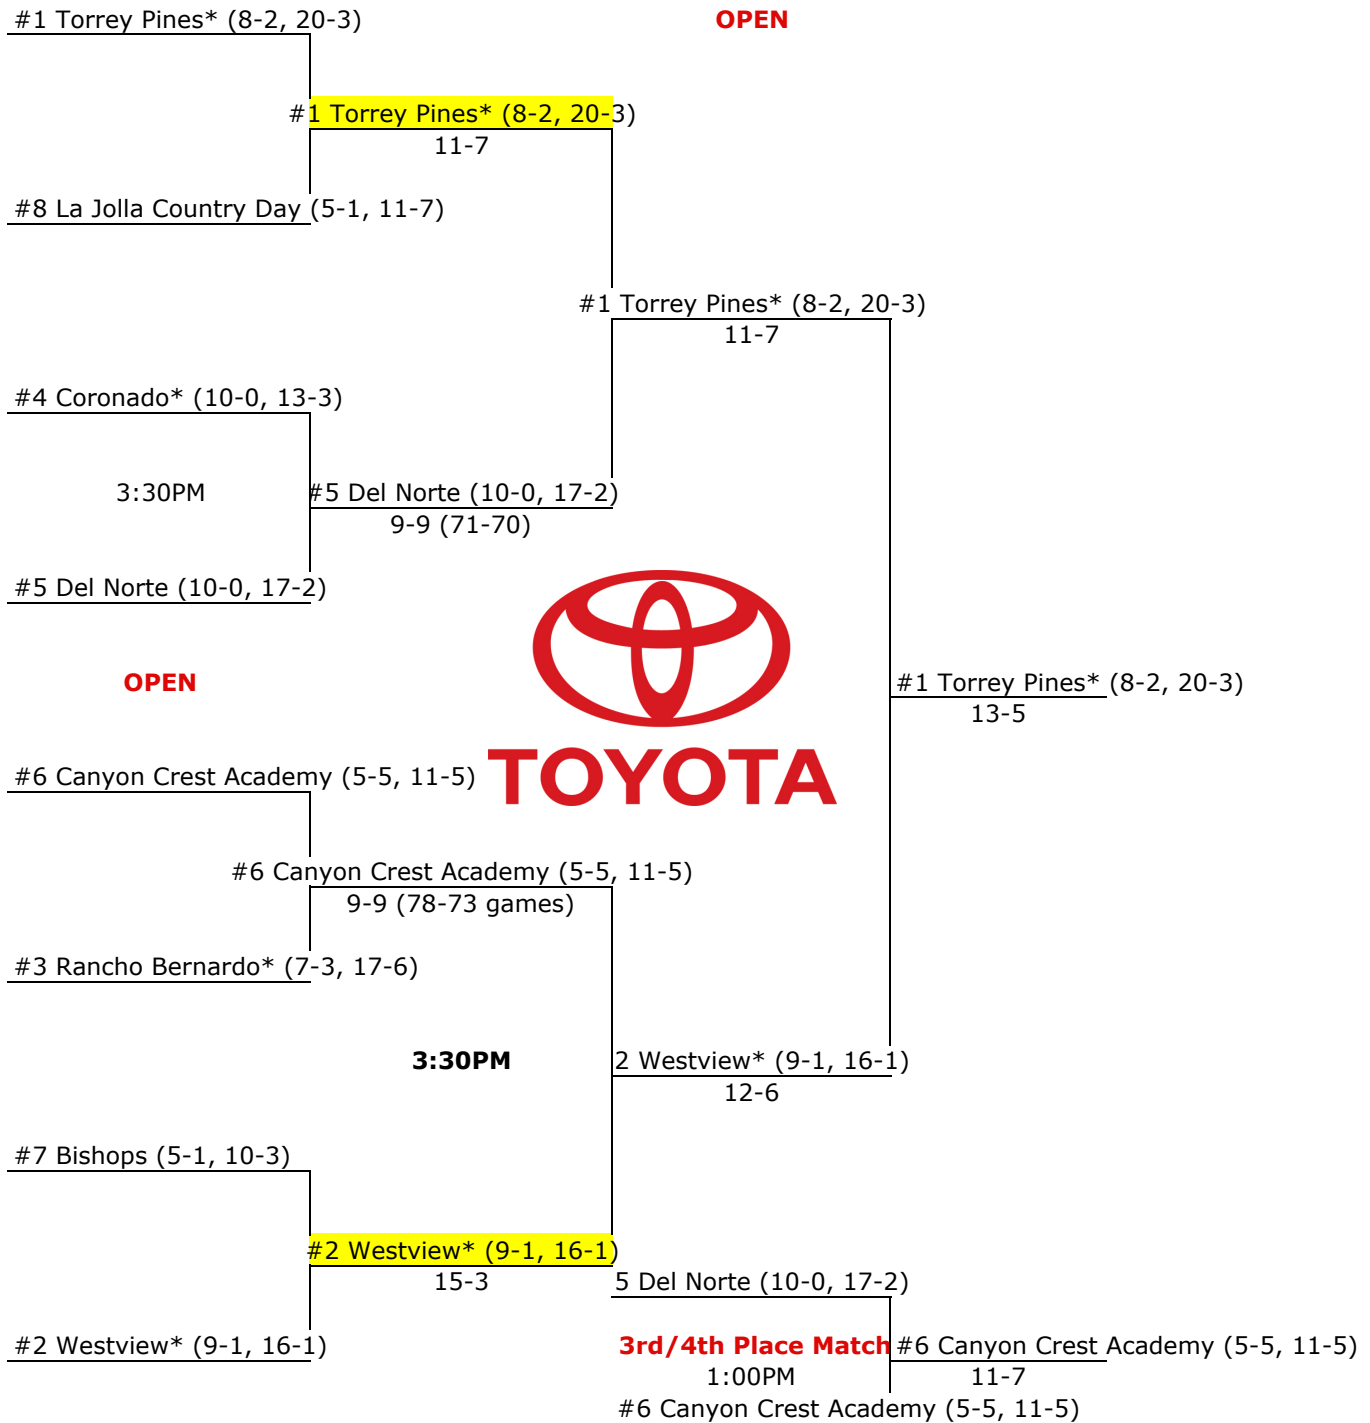 #1 Torrey Pines* (8-2, 20-3)
OPEN
#1 Torrey Pines* (8-2, 20-3)
11-7
#8 La Jolla Country Day (5-1, 11-7)
#1 Torrey Pines* (8-2, 20-3)
11-7
#4 Coronado* (10-0, 13-3)
3:30PM
#5 Del Norte (10-0, 17-2)
9-9 (71-70)
#5 Del Norte (10-0, 17-2)
OPEN
#1 Torrey Pines* (8-2, 20-3)
13-5
TOYOTA
#6 Canyon Crest Academy (5-5, 11-5)
#6 Canyon Crest Academy (5-5, 11-5)
9-9 (78-73 games)
#3 Rancho Bernardo* (7-3, 17-6)
3:30PM
2 Westview* (9-1, 16-1)
12-6
#7 Bishops (5-1, 10-3)
#2 Westview* (9-1, 16-1)
15-3
5 Del Norte (10-0, 17-2)
#2 Westview* (9-1, 16-1)
3rd/4th Place Match
#6 Canyon Crest Academy (5-5, 11-5)
1:00PM
11-7
#6 Canyon Crest Academy (5-5, 11-5)